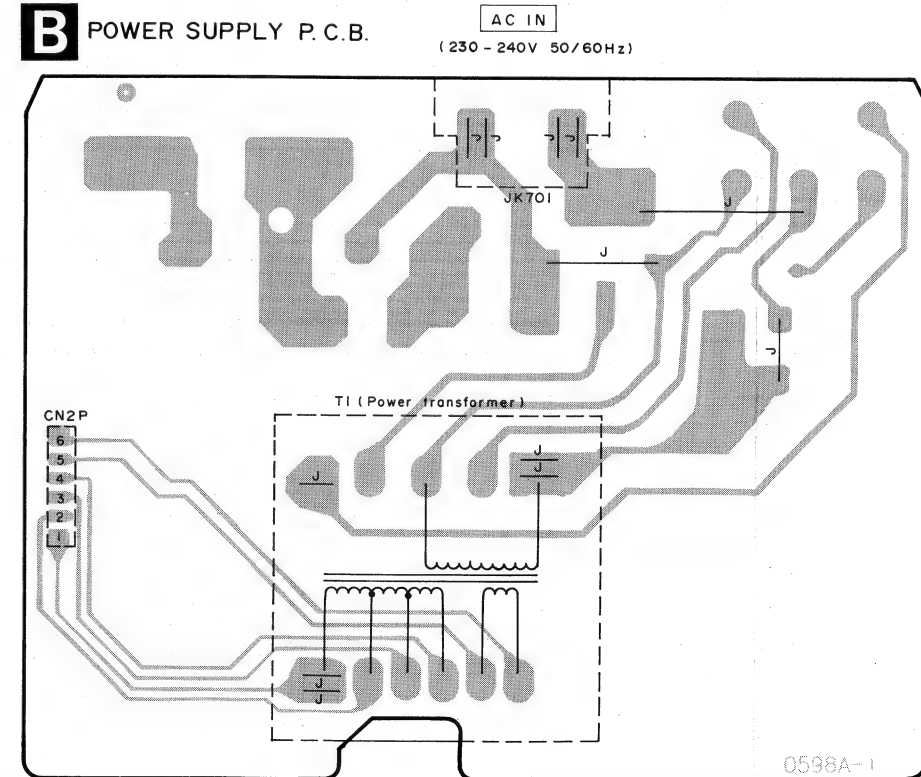 B POWER SUPPLY P.C.B.
AC IN
(230-240V 50/60Hz)
J J J J
JK701
J
J
J
T1 (Power transformer)
CN2P
6
5
4
3
2
1
J
J
J
J
J
0598A-1